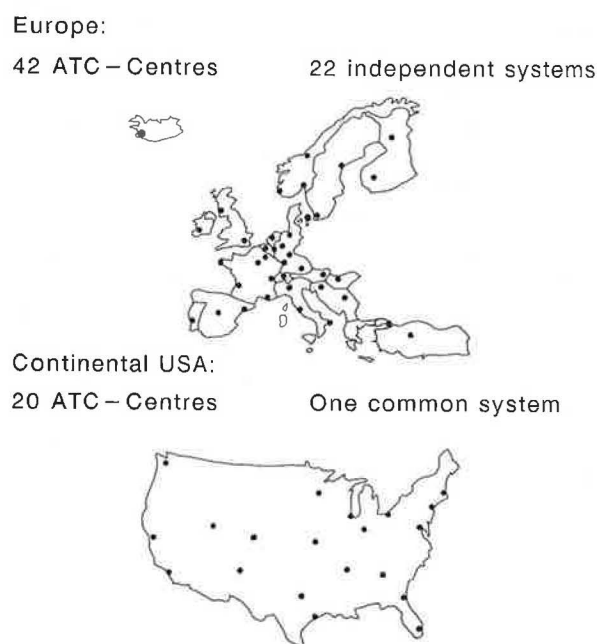 Europe:
42 ATC – Centres 22 independent systems
Continental USA:
20 ATC – Centres One common system